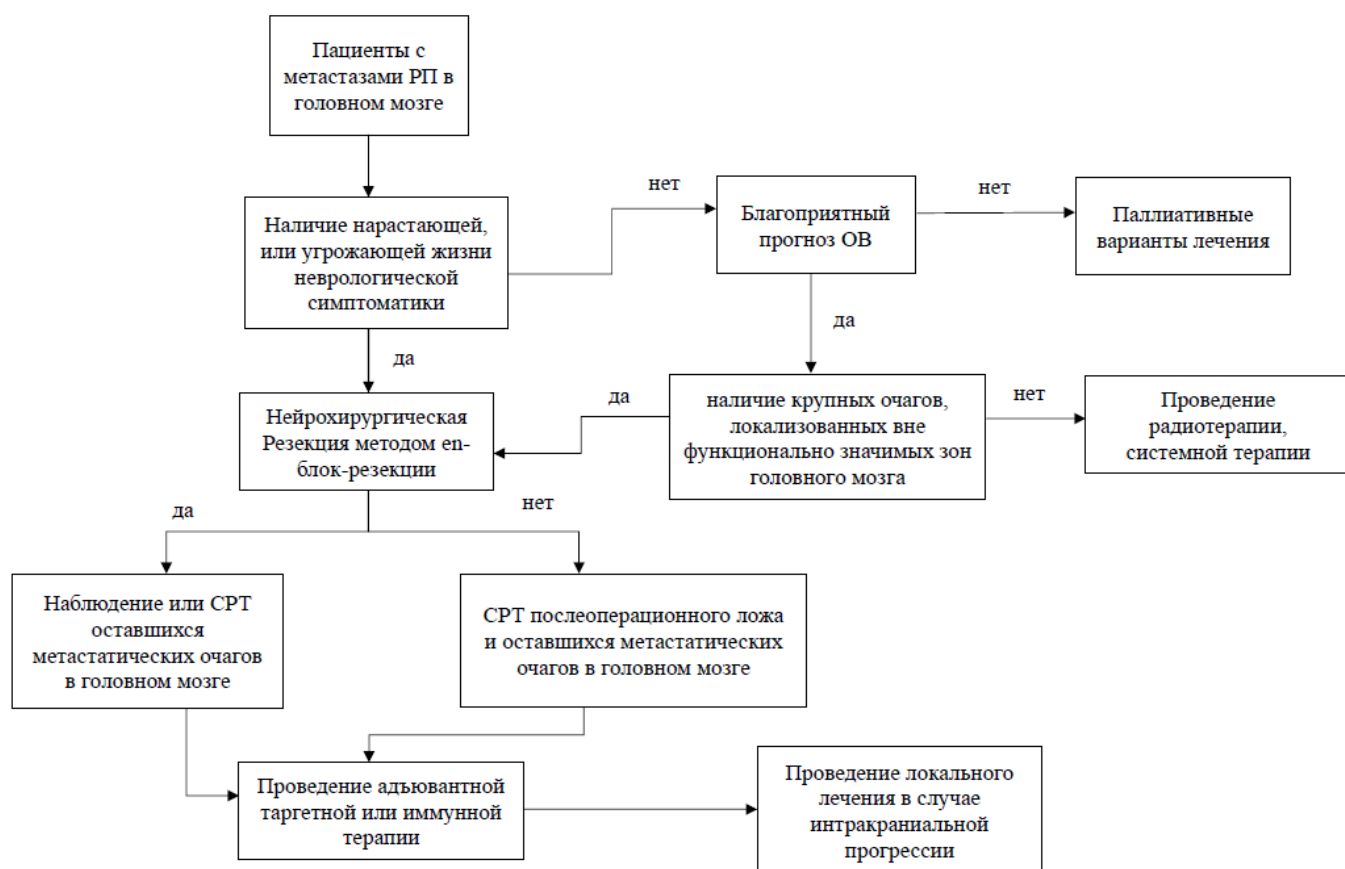 Пациенты с
метастазами РП в
головном мозге
Наличие нарастающей,
или угрожающей жизни
неврологической
симптоматики
нет
Благоприятный
прогноз ОВ
нет
Паллиативные
варианты лечения
да
да
Нейрохирургическая
Резекция методом en-
блок-резекции
да
наличие крупных очагов,
локализованных вне
функционально значимых зон
головного мозга
нет
Проведение
радиотерапии,
системной терапии
да
нет
Наблюдение или СРТ
оставшихся
метастатических очагов
в головном мозге
СРТ послеоперационного ложа
и оставшихся метастатических
очагов в головном мозге
Проведение адъювантной
таргетной или иммунной
терапии
Проведение локального
лечения в случае
интракраниальной
прогрессии